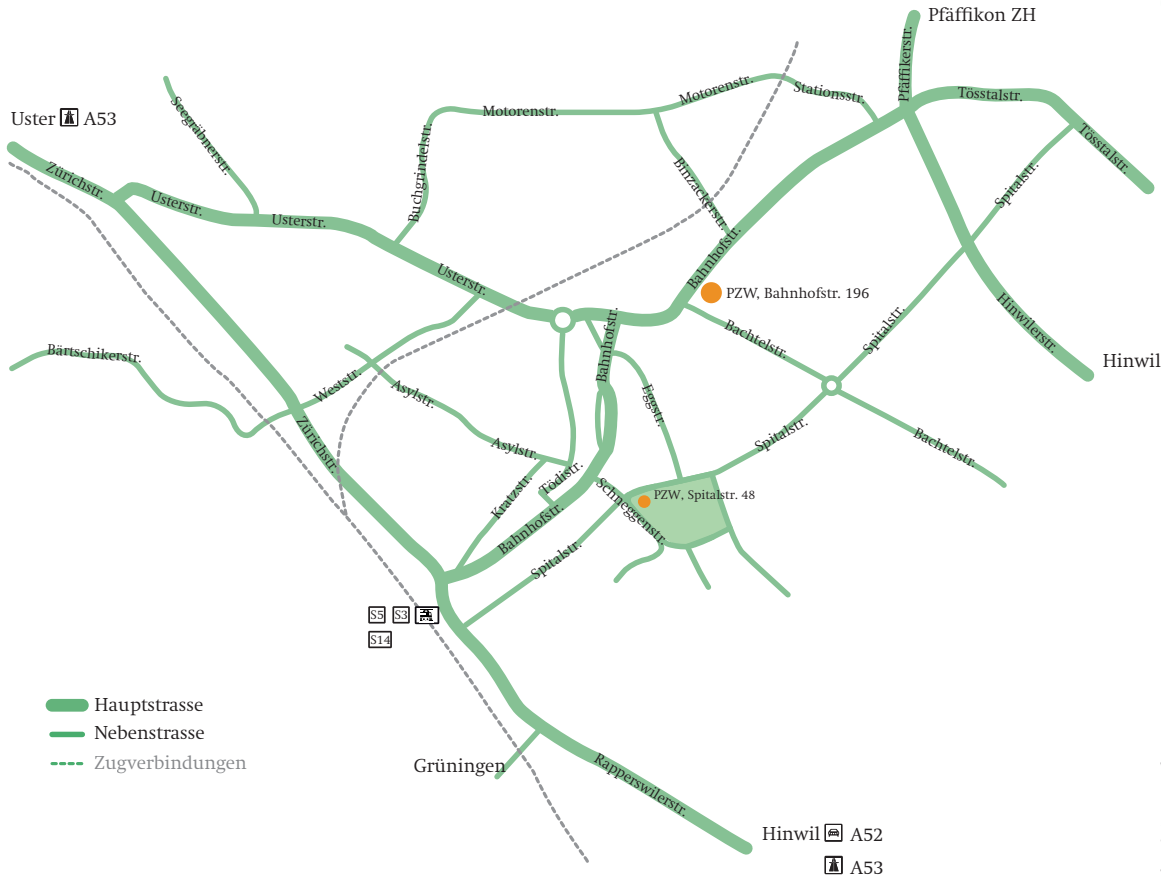 Pfäffikon ZH
Pfäffikerstr.
Motorenstr.
Stationsstr.
Tösstalstr.
Motorenstr.
Uster A53
Seegräbnerstr.
Tösstalstr.
Buchgrindelstr.
Binzackerstr.
Spitalstr.
Zürichstr.
Usterstr.
Usterstr.
Bahnhofstr.
Usterstr.
PZW, Bahnhofstr. 196
Bahnhofstr.
Bachtelstr.
Spitalstr.
Hinwilerstr.
Hinwil
Bärtschikerstr.
Weststr.
Asylstr.
Eggstr.
Zürichstr.
Asylstr.
Spitalstr.
Bachtelstr.
Tödistr.
Kratzstr.
Schneggenstr.
PZW, Spitalstr. 48
Bahnhofstr.
Spitalstr.
S5 S3
S14
Hauptstrasse
Nebenstrasse
Zugverbindungen
Grüningen
Rapperswilerstr.
Hinwil A52
A53